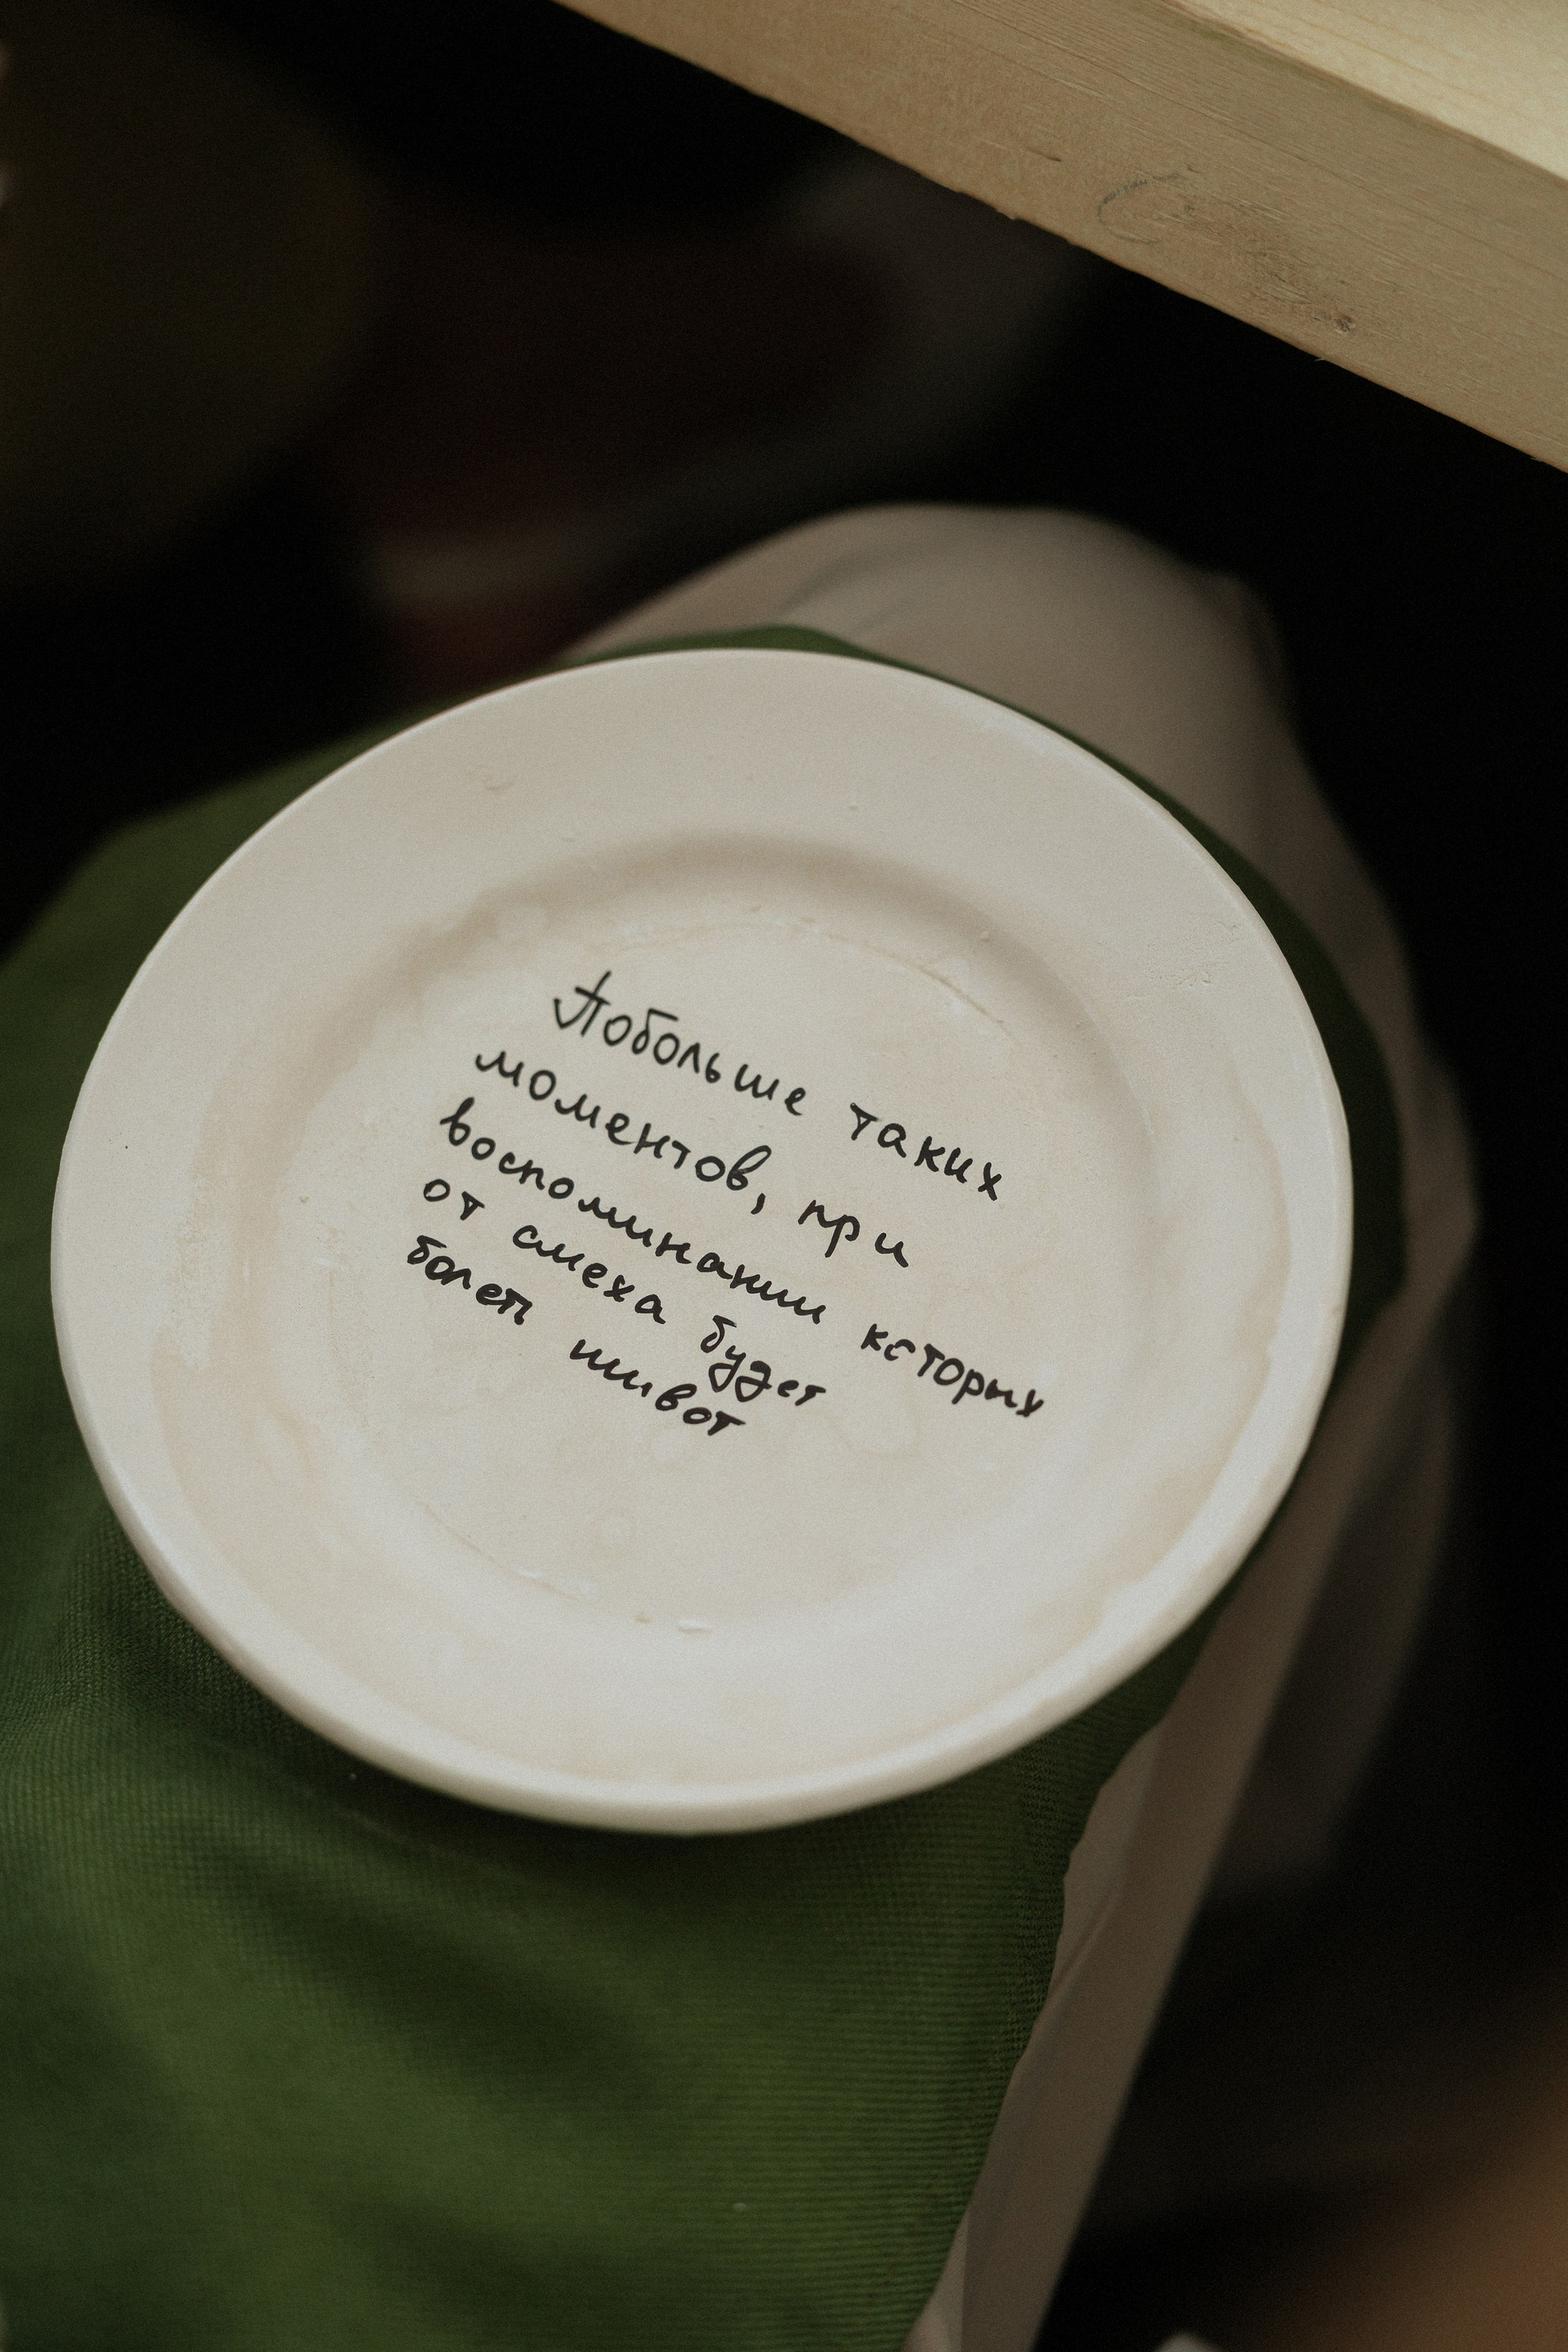 Побольше таких
моментов, при
воспоминании которых
от смеха будет
болеть живот